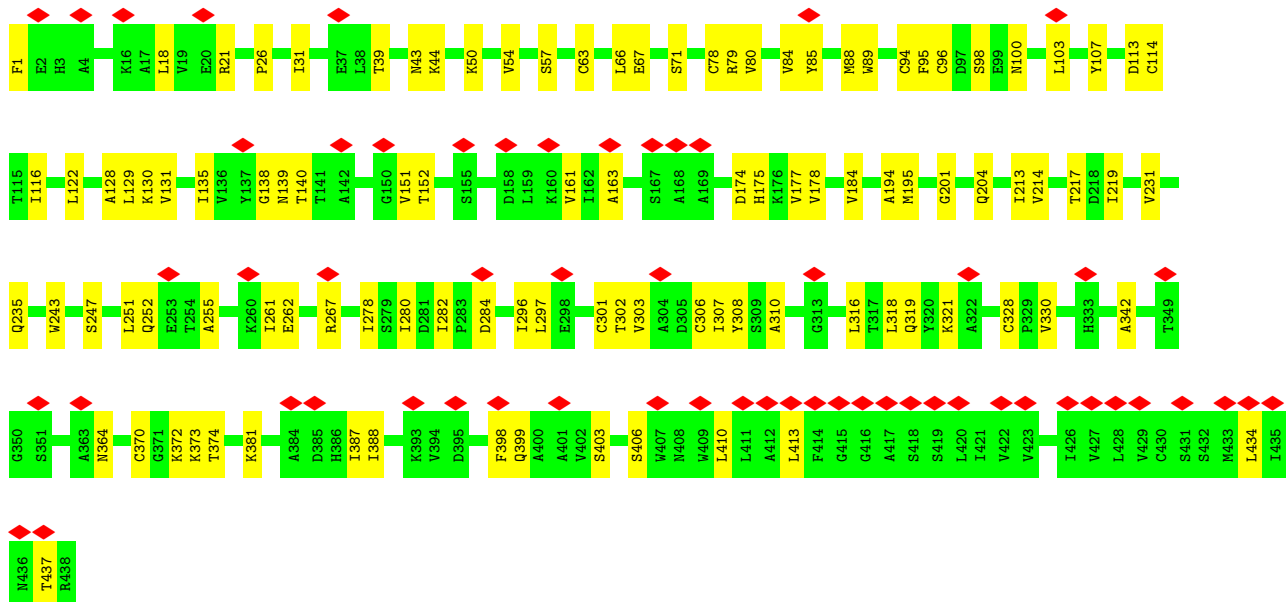 F1 E2 H3 A4 K16 A17 L18 V19 E20 R21 P26 I31 E37 L38 T39 N43 K44 K50 V54 S57 C63 L66 E67 S71 C78 R79 V80 V84 Y85 M88 W89 C94 F95 C96 D97 S98 E99 N100 L103 Y107 D113 C114
T115 I116 L122 A128 L129 K130 V131 I135 V136 Y137 G138 N139 T140 T141 A142 G150 V151 T152 S155 D158 L159 K160 V161 I162 A163 S167 A168 A169 D174 H175 K176 V177 V178 V184 A194 M195 G201 Q204 I213 V214 T217 D218 I219 V231
Q235 W243 S247 L251 Q252 E253 T254 A255 K260 I261 E262 R267 I278 S279 I280 D281 I282 P283 D284 I296 L297 E298 C301 T302 V303 A304 D305 C306 I307 Y308 S309 A310 G313 L316 T317 L318 Q319 Y320 K321 A322 C328 P329 V330 H333 A342 T349
G350 S351 A363 N364 C370 G371 K372 K373 T374 K381 A384 D385 H386 I387 I388 K393 V394 D395 F398 Q399 A400 A401 V402 S403 S406 W407 N408 W409 L410 L411 A412 L413 F414 G415 G416 A417 S418 S419 L420 I421 V422 V423 I426 V427 L428 V429 C430 S431 S432 M433 L434 I435
N436 T437 R438